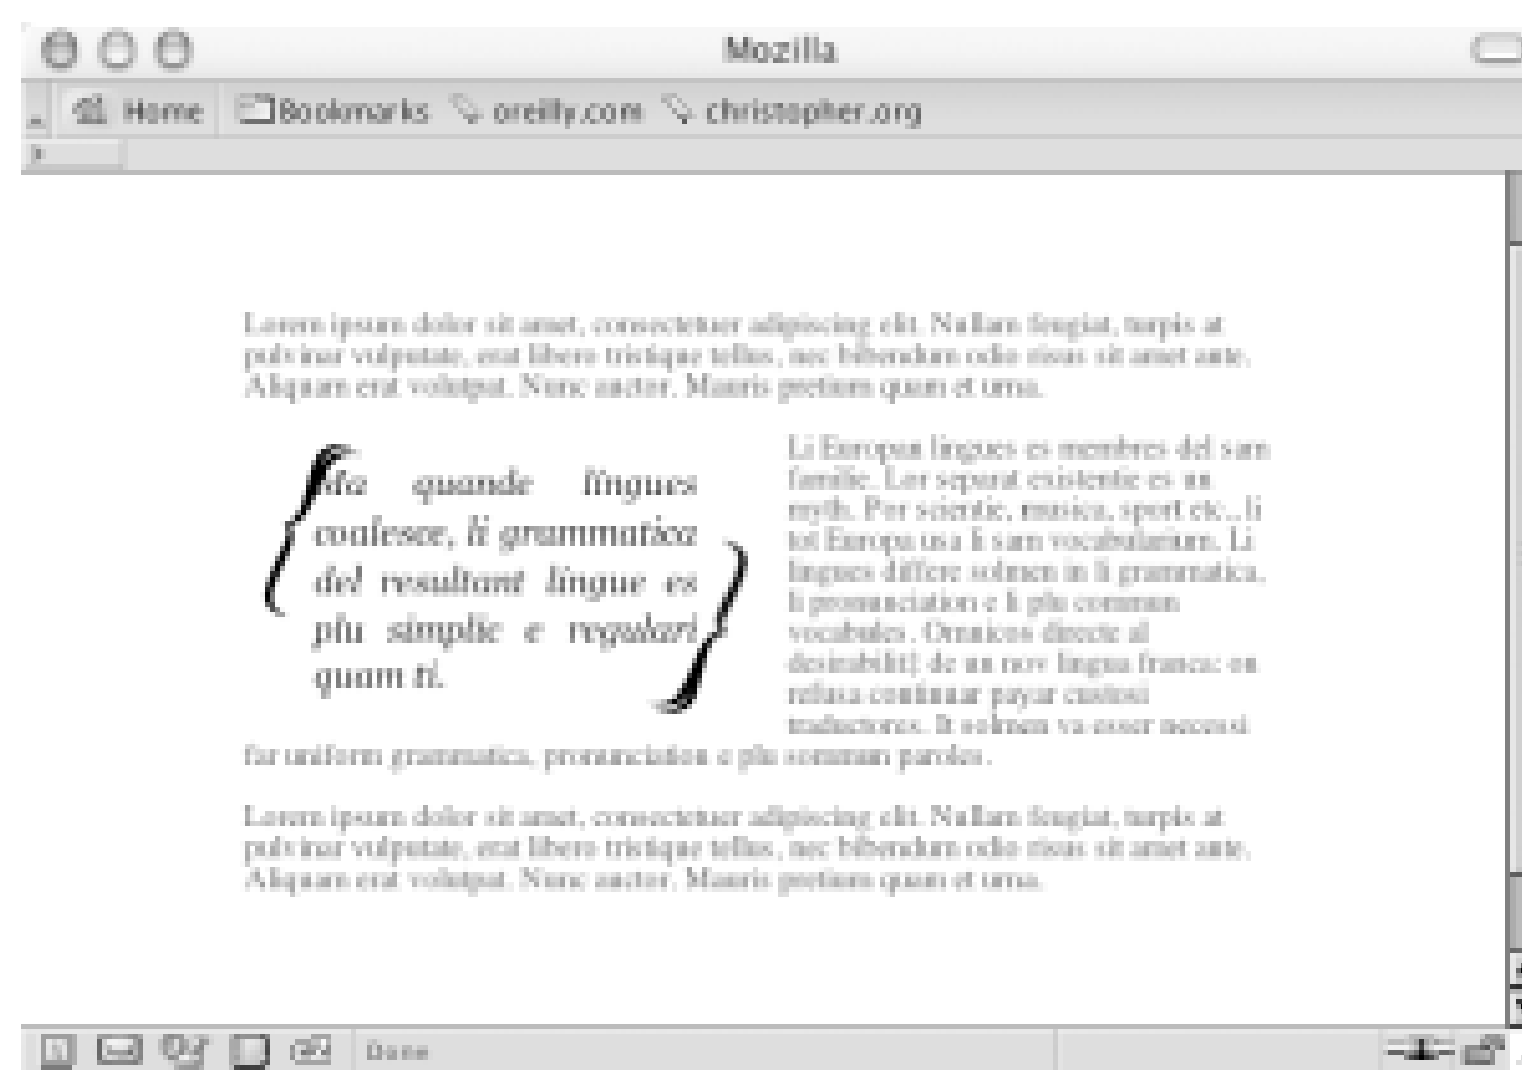 Mozilla
Home Bookmarks oreilly.com christopher.org
Lorem ipsum dolor sit amet, consectetuer adipiscing elit. Nullam feugiat, turpis at
pulvinar vulputate, erat libero tristique tellus, nec bibendum odio risus sit amet ante.
Aliquam erat volutpat. Nunc auctor. Mauris pretium quam et urna.
quande lingues
coalesce, li grammatica
del resultant lingue es
plu simplic e regulari
quam ti.
Li Europan lingues es membres del sam
familie. Lor separat existentie es un
myth. Por scientie, musica, sport etc., li
tot Europa usa li sam vocabularium. Li
lingues differe solmen in li grammatica,
li pronunciation e li plu commun
vocabules. Omnicos directe al
de un nov lingua franca: on
refusa continuar payar custosi
traductores. It solmen va esser necessi
far uniform grammatica, pronunciation e plu sommun paroles.
Lorem ipsum dolor sit amet, consectetuer adipiscing elit. Nullam feugiat, turpis at
pulvinar vulputate, erat libero tristique tellus, nec bibendum odio risus sit amet ante.
Aliquam erat volutpat. Nunc auctor. Mauris pretium quam et urna.
Done